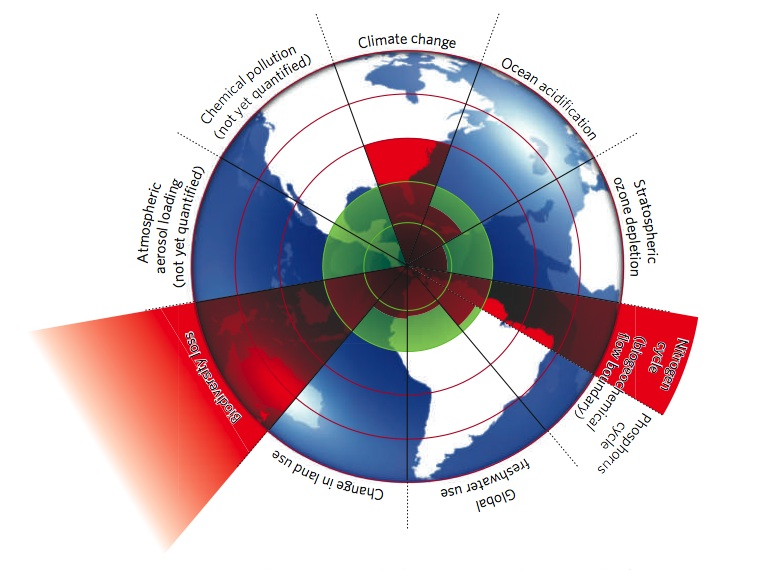 Climate change
Ocean acidification
Stratospheric
ozone depletion
Nitrogen
cycle
(biogeochemical
flow boundary)
Phosphorus
cycle
Global
freshwater use
Change in land use
Biodiversity loss
Atmospheric
aerosol loading
(not yet quantified)
Chemical pollution
(not yet quantified)